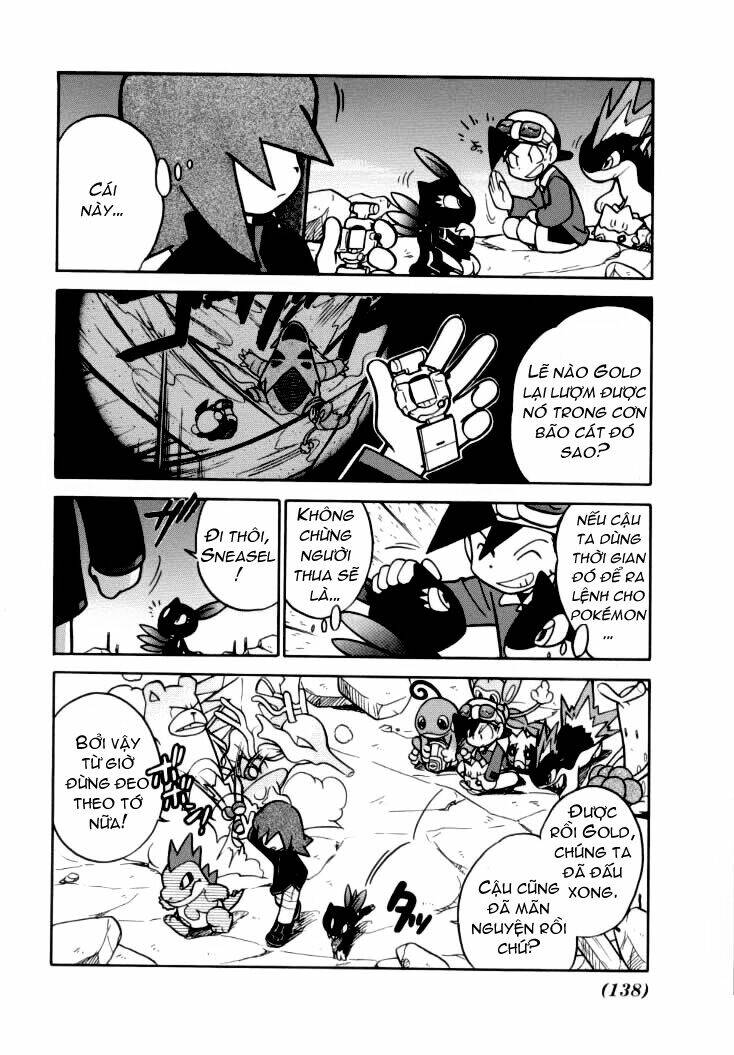 CÁI
NÀY...
LẼ NÀO GOLD
LẠI LƯỢM ĐƯỢC
NÓ TRONG CƠN
BÃO CÁT ĐÓ
SAO?
NẾU CẬU
TA DÙNG
THỜI GIAN
ĐÓ ĐỂ RA
LỆNH CHO
POKÉMON
...
KHÔNG
CHỪNG
NGƯỜI
THUA SẼ
LÀ...
ĐI THÔI,
SNEASEL
!
ĐƯỢC
RỒI GOLD,
CHÚNG TA
ĐÃ ĐẤU
XONG.
CẬU CŨNG
ĐÃ MÃN
NGUYỆN RỒI
CHỨ?
BỞI VẬY
TỪ GIỜ
ĐỪNG ĐEO
THEO TỚ
NỮA!
(138)